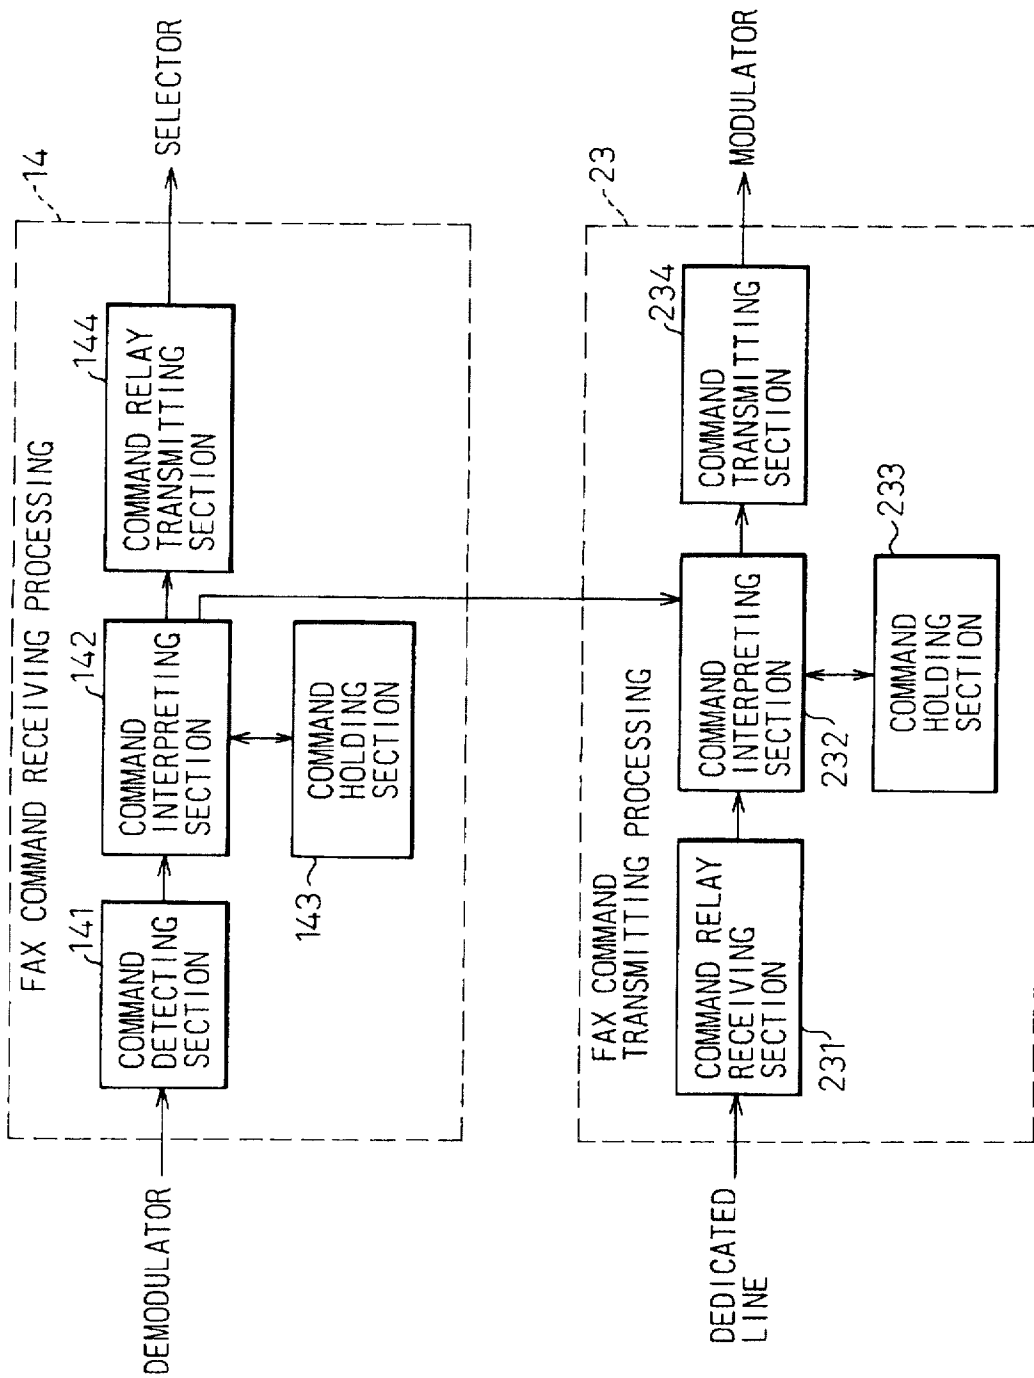 FAX COMMAND RECEIVING PROCESSING
14
DEMODULATOR
141
COMMAND
DETECTING
SECTION
142
COMMAND
INTERPRETING
SECTION
144
COMMAND RELAY
TRANSMITTING
SECTION
SELECTOR
143
COMMAND
HOLDING
SECTION
FAX COMMAND
TRANSMITTING PROCESSING
23
DEDICATED
LINE
COMMAND RELAY
RECEIVING
SECTION
231
COMMAND
INTERPRETING
SECTION
232
234
COMMAND
TRANSMITTING
SECTION
MODULATOR
233
COMMAND
HOLDING
SECTION